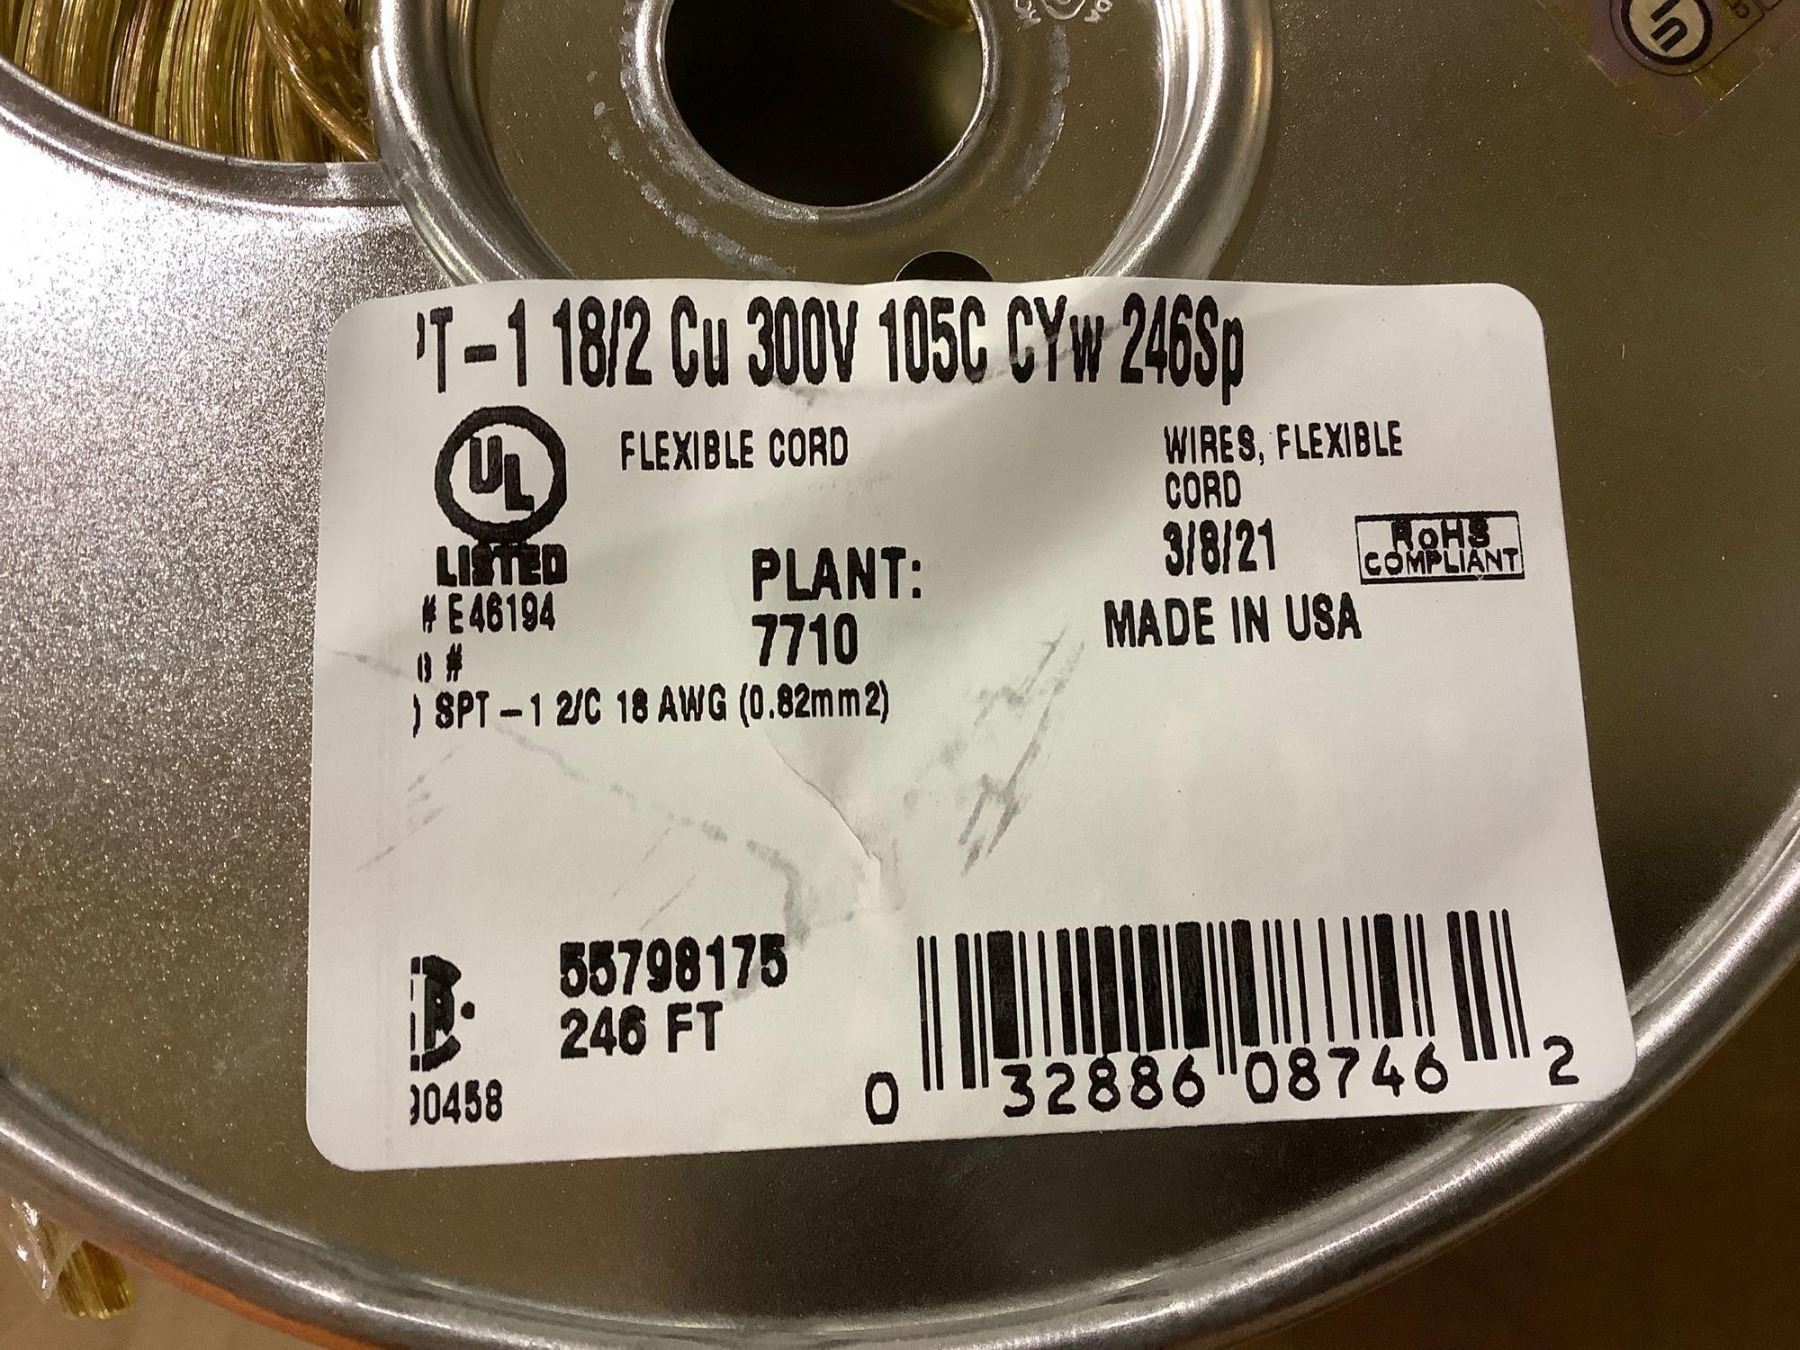 PT-1 18/2 Cu 300V 105C CYw 246Sp
UL
LISTED
FLEXIBLE CORD
WIRES, FLEXIBLE
CORD
3/8/21
RoHS
COMPLIANT
# E46194
PLANT:
7710
MADE IN USA
#
) SPT-1 2/C 18 AWG (0.82mm2)
55798175
246 FT
0458
0 32886 08746 2
UL